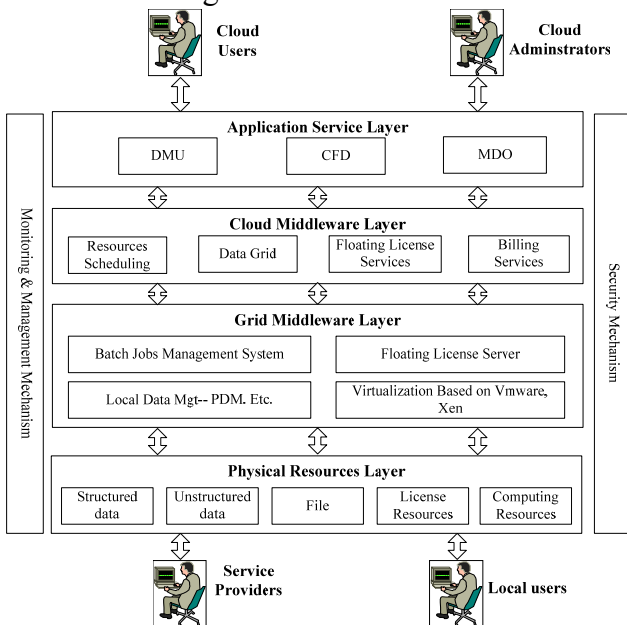 Cloud
Users
Cloud
Adminstrators
Application Service Layer
DMU
CFD
MDO
Cloud Middleware Layer
Resources
Scheduling
Data Grid
Floating License
Services
Billing
Services
Grid Middleware Layer
Batch Jobs Management System
Floating License Server
Local Data Mgt-- PDM. Etc.
Virtualization Based on Vmware,
Xen
Physical Resources Layer
Structured
data
Unstructured
data
File
License
Resources
Computing
Resources
Monitoring & Management Mechanism
Security Mechanism
Service
Providers
Local users